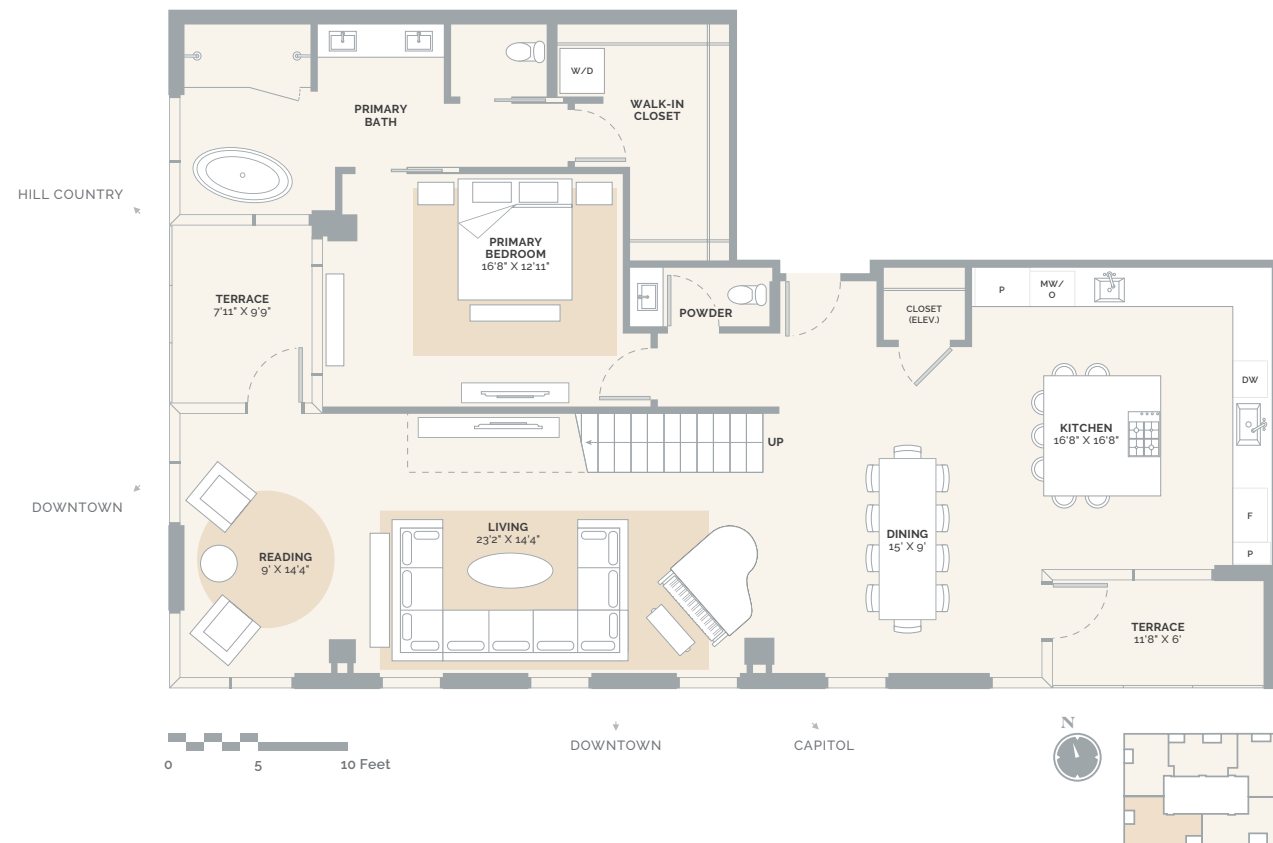 W/D
PRIMARY
BATH
WALK-IN
CLOSET
HILL COUNTRY
PRIMARY
BEDROOM
16'8" X 12'11"
TERRACE
7'11" X 9'9"
POWDER
CLOSET
(ELEV.)
P
MW/
O
DW
KITCHEN
16'8" X 16'8"
UP
DOWNTOWN
LIVING
23'2" X 14'4"
READING
9' X 14'4"
DINING
15' X 9'
F
P
TERRACE
11'8" X 6'
DOWNTOWN
CAPITOL
N
0
5
10 Feet